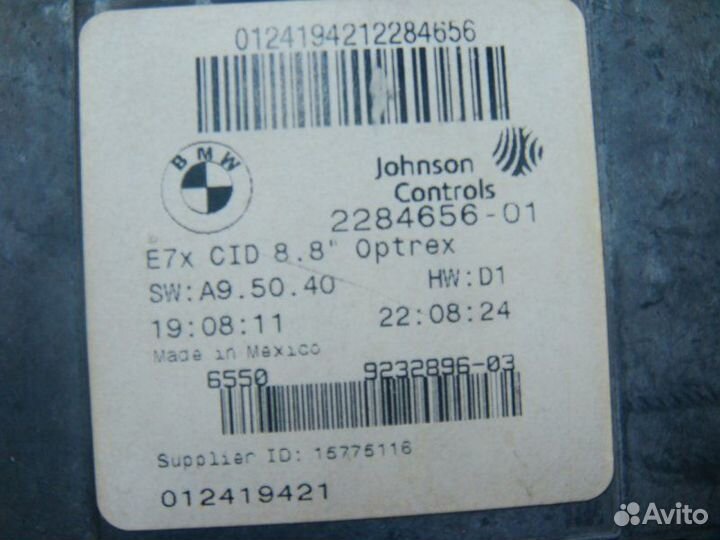 0124194212284656
BMW
Johnson
Controls
2284656-01
E7x CID 8.8" Optrex
SW:A9.50.40 HW:D1
19:08:11 22:08:24
Made in Mexico
6550 9232896-03
Supplier ID: 15775116
012419421
Avito